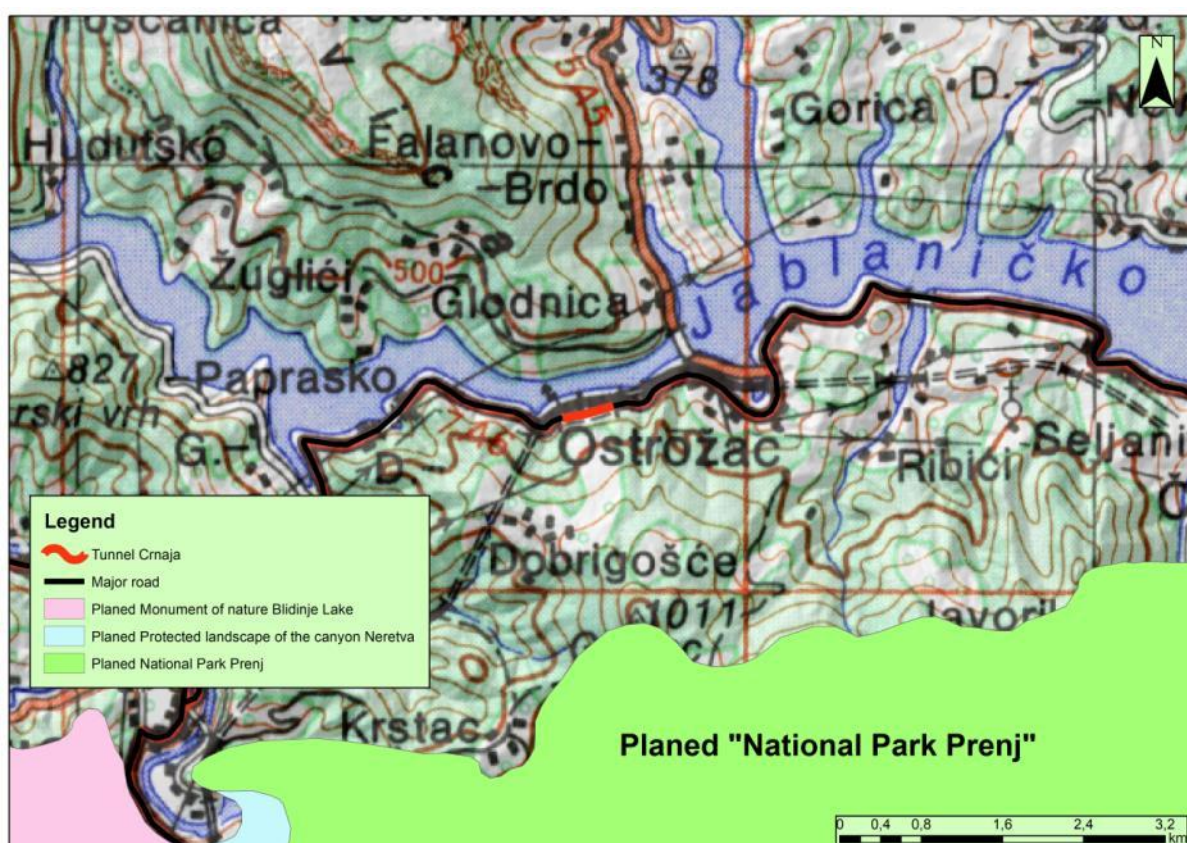 378
Gorica
D.
Hudutsko
Falanovo-
-Brdo
A5
Žuglići
500
Glodnica
Jablaničko
827
Paprasko
G.
D.
Ostrožac
Ribići
Seljani
Dobrigošće
1011
Krstac
N
Legend
Tunnel Crnaja
Major road
Planed Monument of nature Blidinje Lake
Planed Protected landscape of the canyon Neretva
Planed National Park Prenj
Planed "National Park Prenj"
0 0,4 0,8 1,6 2,4 3,2
km